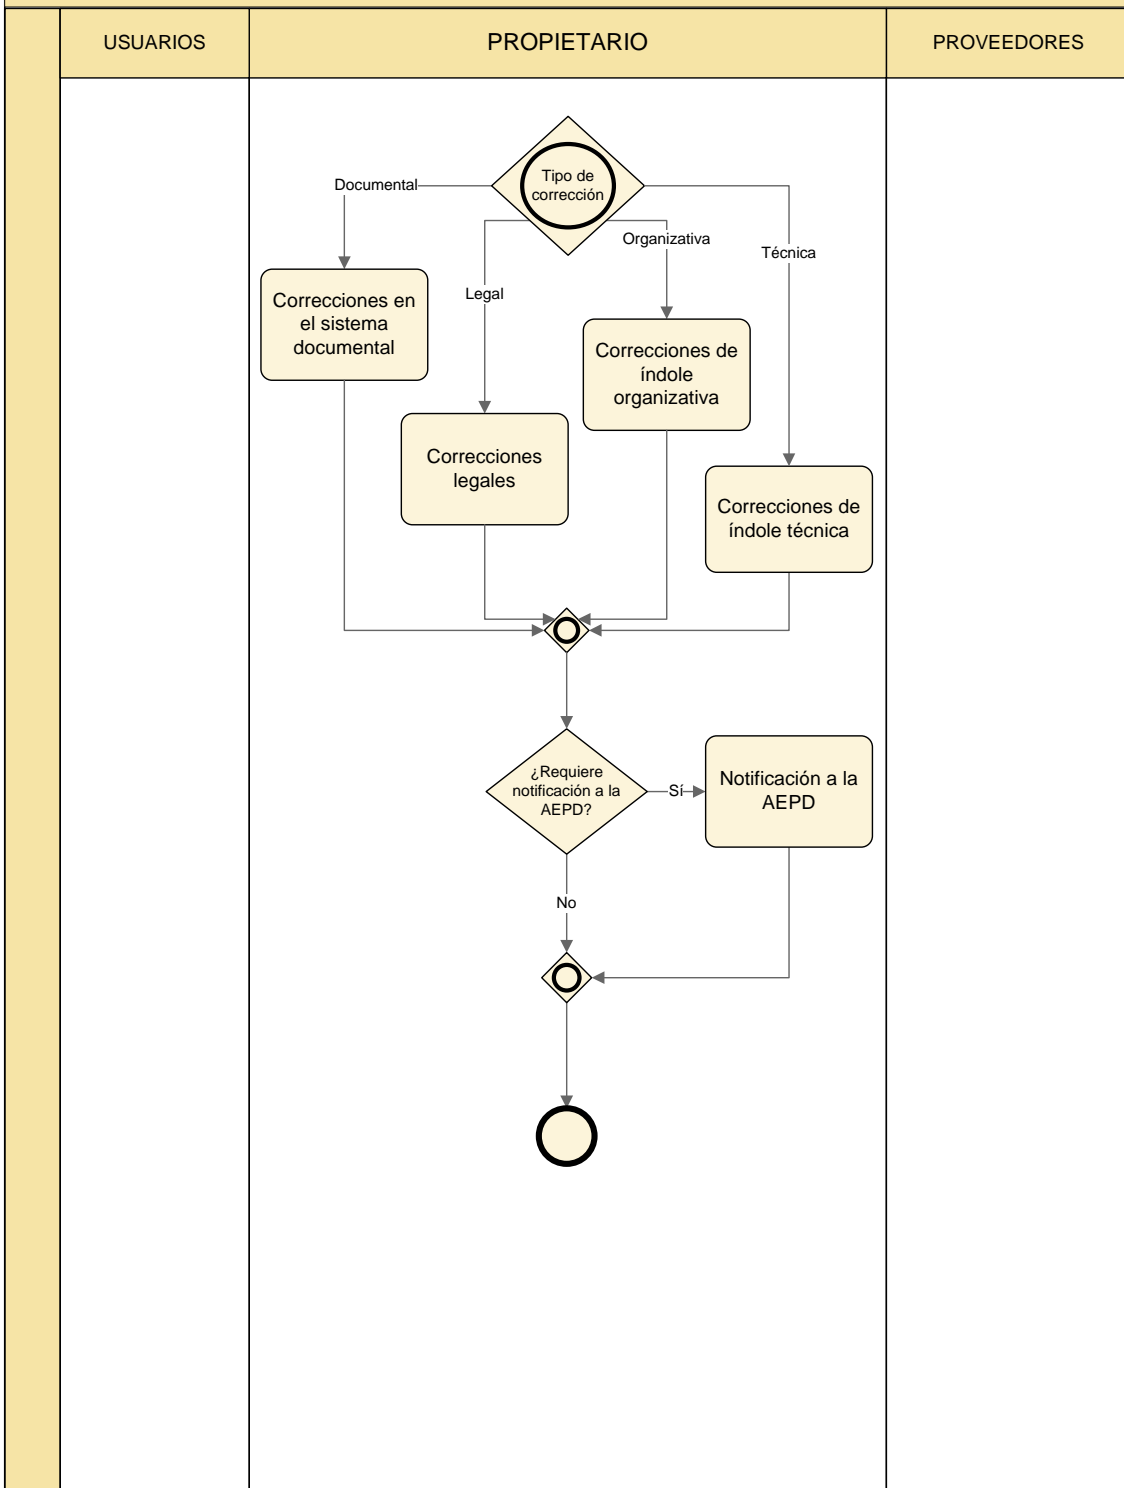 USUARIOS
PROPIETARIO
PROVEEDORES
Tipo de
corrección
Documental
Organizativa
Técnica
Legal
Correcciones en
el sistema
documental
Correcciones de
índole
organizativa
Correcciones
legales
Correcciones de
índole técnica
¿Requiere
notificación a la
AEPD?
Sí
Notificación a la
AEPD
No